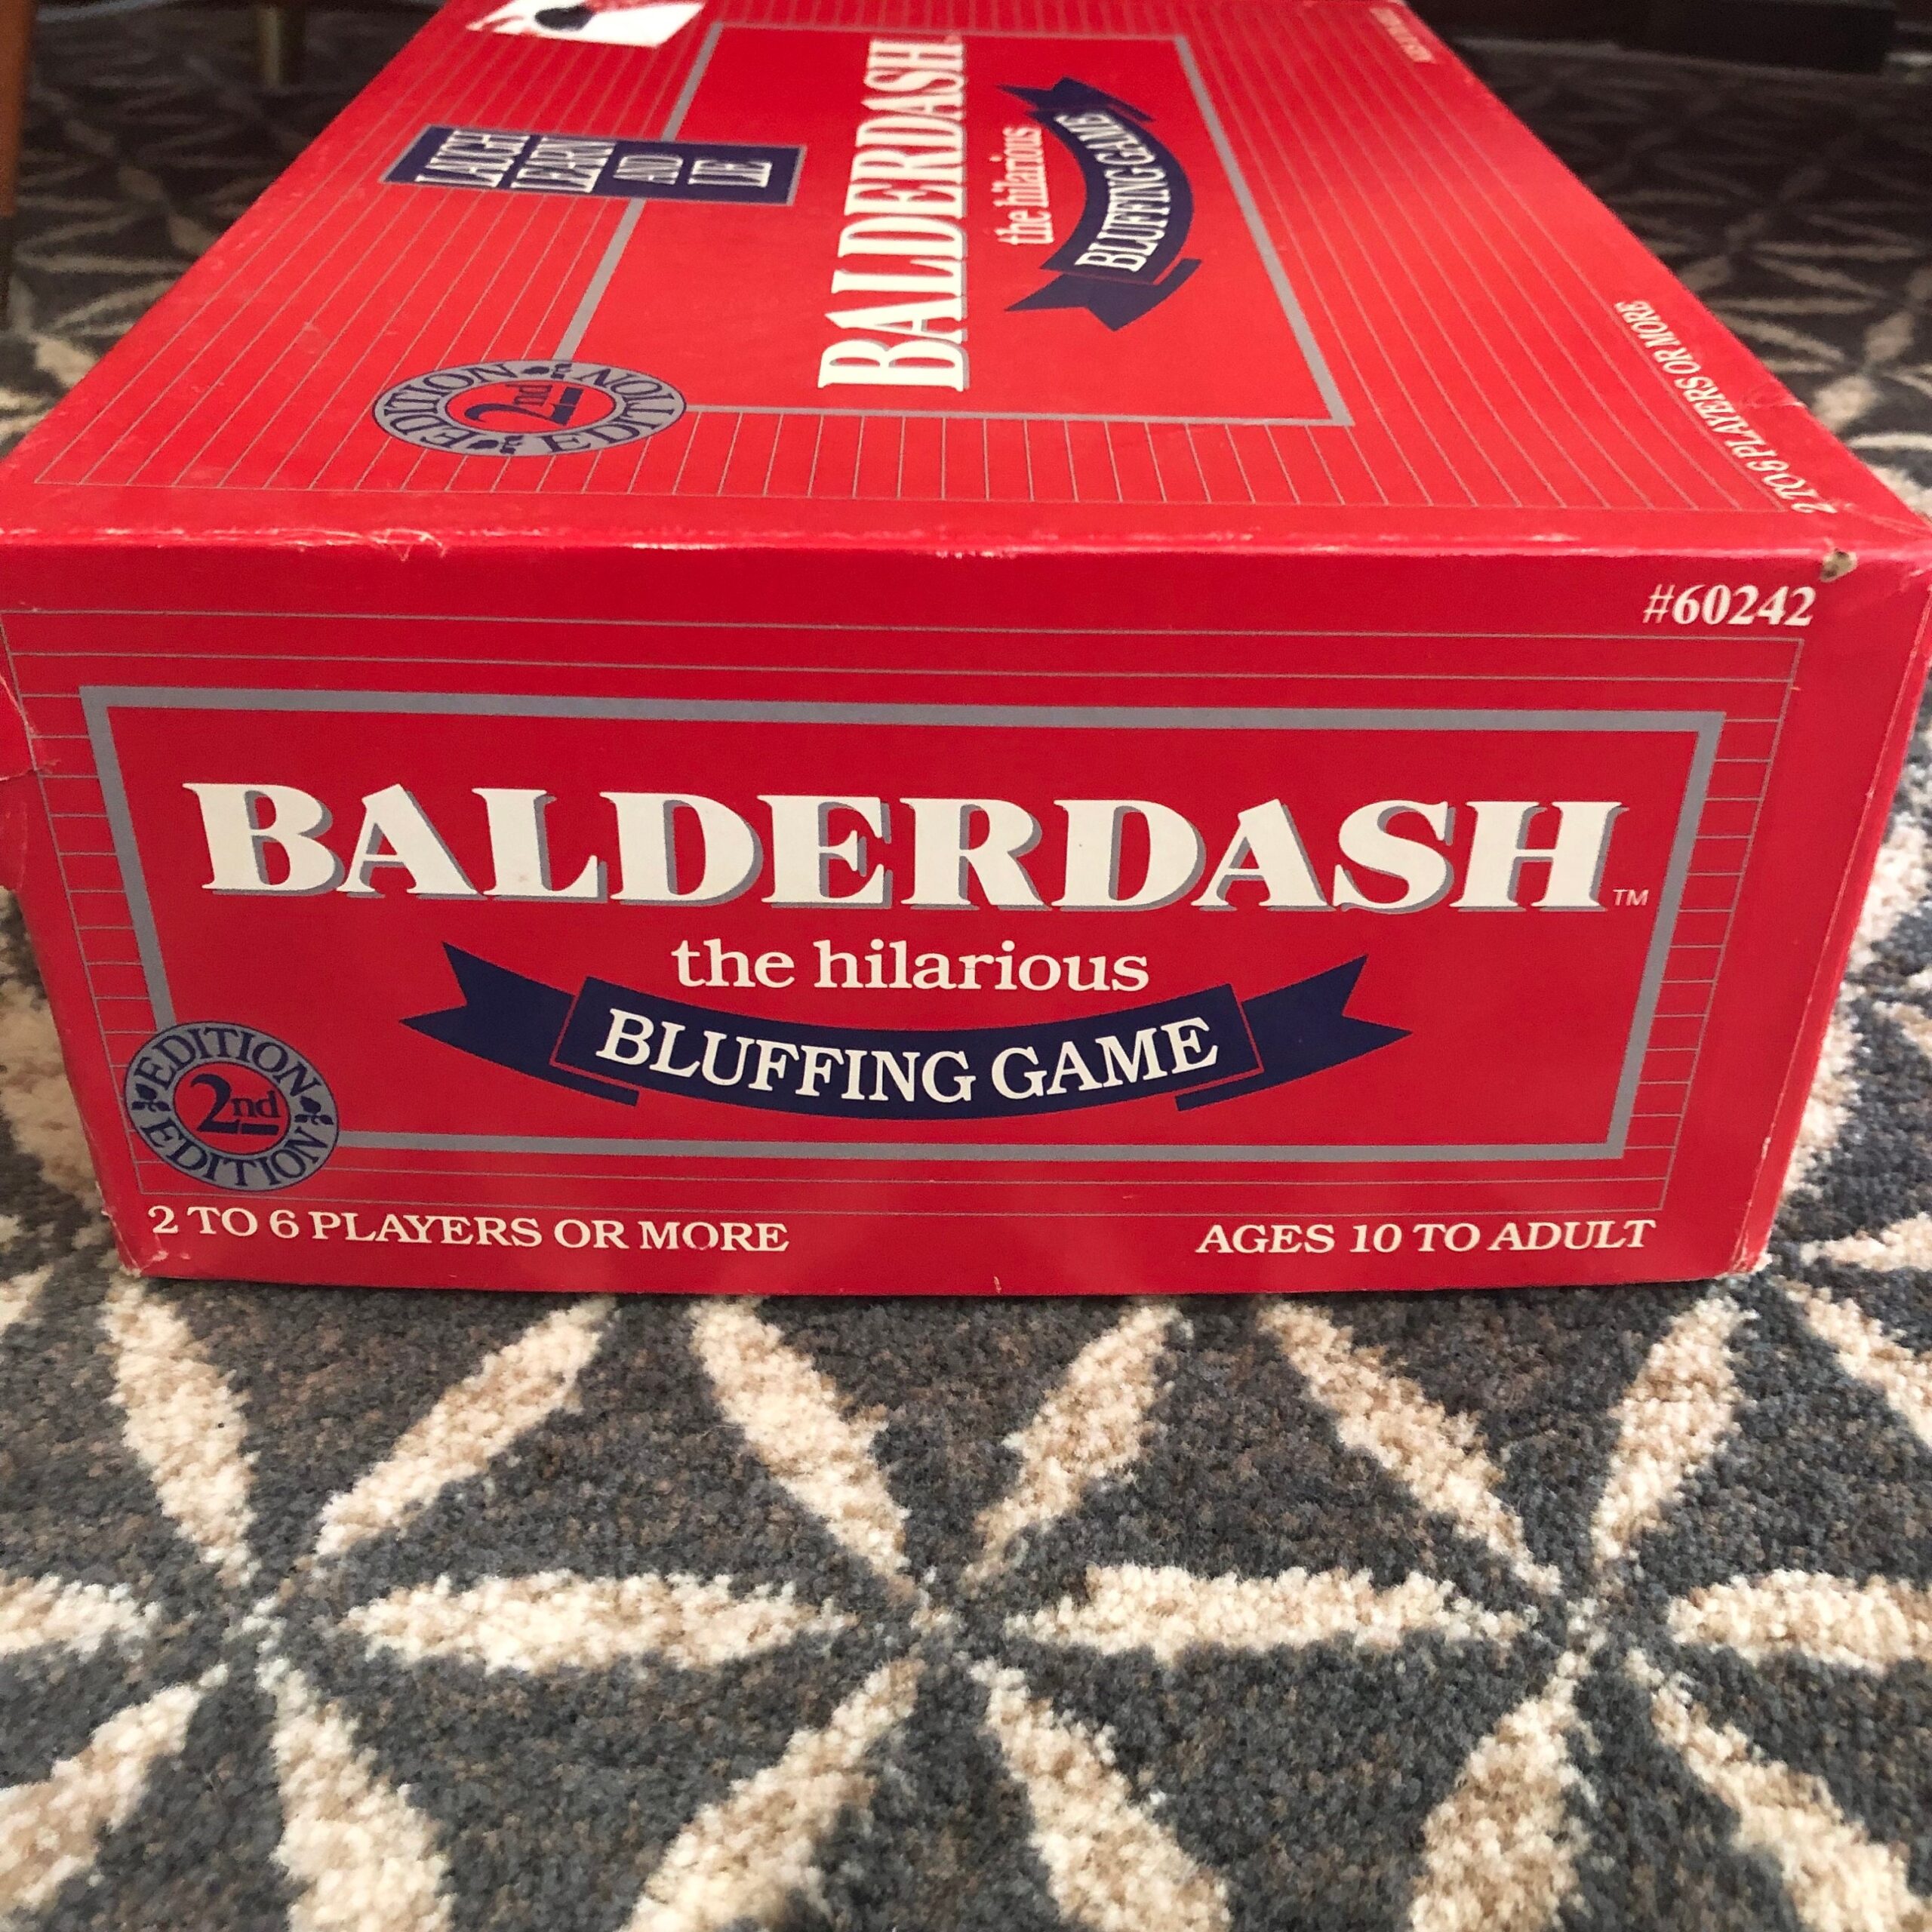 LAUGH
LEARN
AND
LIE
BALDERDASH
the hilarious
BLUFFING GAME
EDITION
2nd
EDITION
2 TO 6 PLAYERS OR MORE
#60242
BALDERDASH™
the hilarious
BLUFFING GAME
EDITION
2nd
EDITION
2 TO 6 PLAYERS OR MORE
AGES 10 TO ADULT